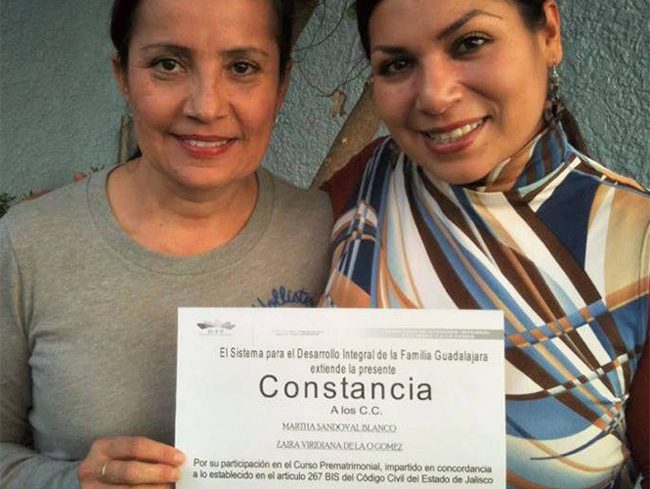 Hollister
DIF
El Sistema para el Desarrollo Integral de la Familia Guadalajara
extiende la presente
Constancia
A los C.C.
MARTHA SANDOVAL BLANCO
ZAIRA VIRIDIANA DE LA O GOMEZ
Por su participación en el Curso Prematrimonial, impartido en concordancia
a lo establecido en el artículo 267 BIS del Código Civil del Estado de Jalisco